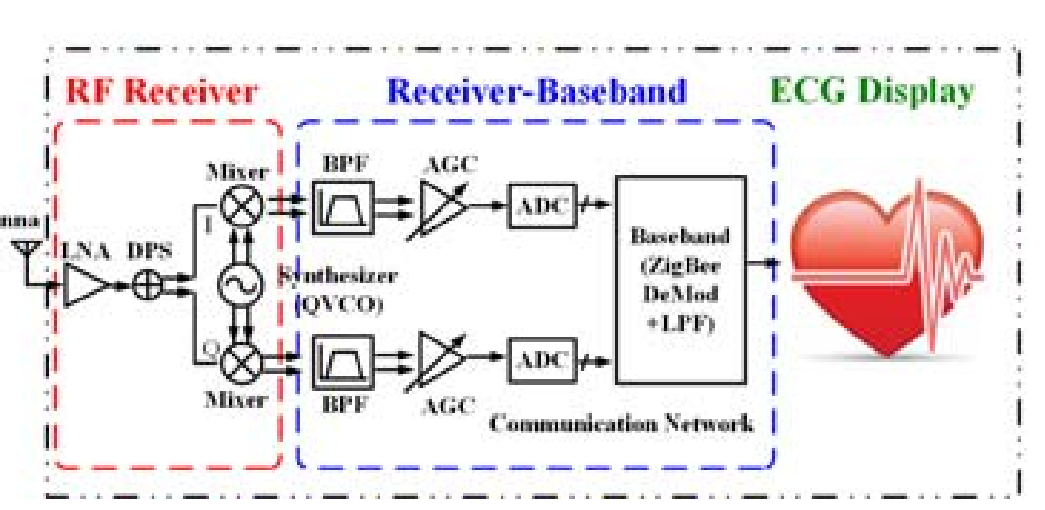 RF Receiver
Receiver-Baseband
ECG Display
Mixer
BPF
AGC
ADC
I
nna
LNA
DPS
Synthesizer
(QVCO)
Baseband
(ZigBee
DeMod
+LPF)
Q
ADC
Mixer
BPF
AGC
Communication Network